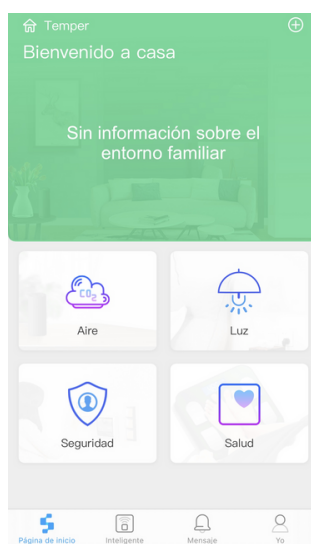 Temper
Bienvenido a casa
Sin información sobre el
entorno familiar
CO2
Aire
Luz
Seguridad
Salud
Página de inicio
Inteligente
Mensaje
Yo